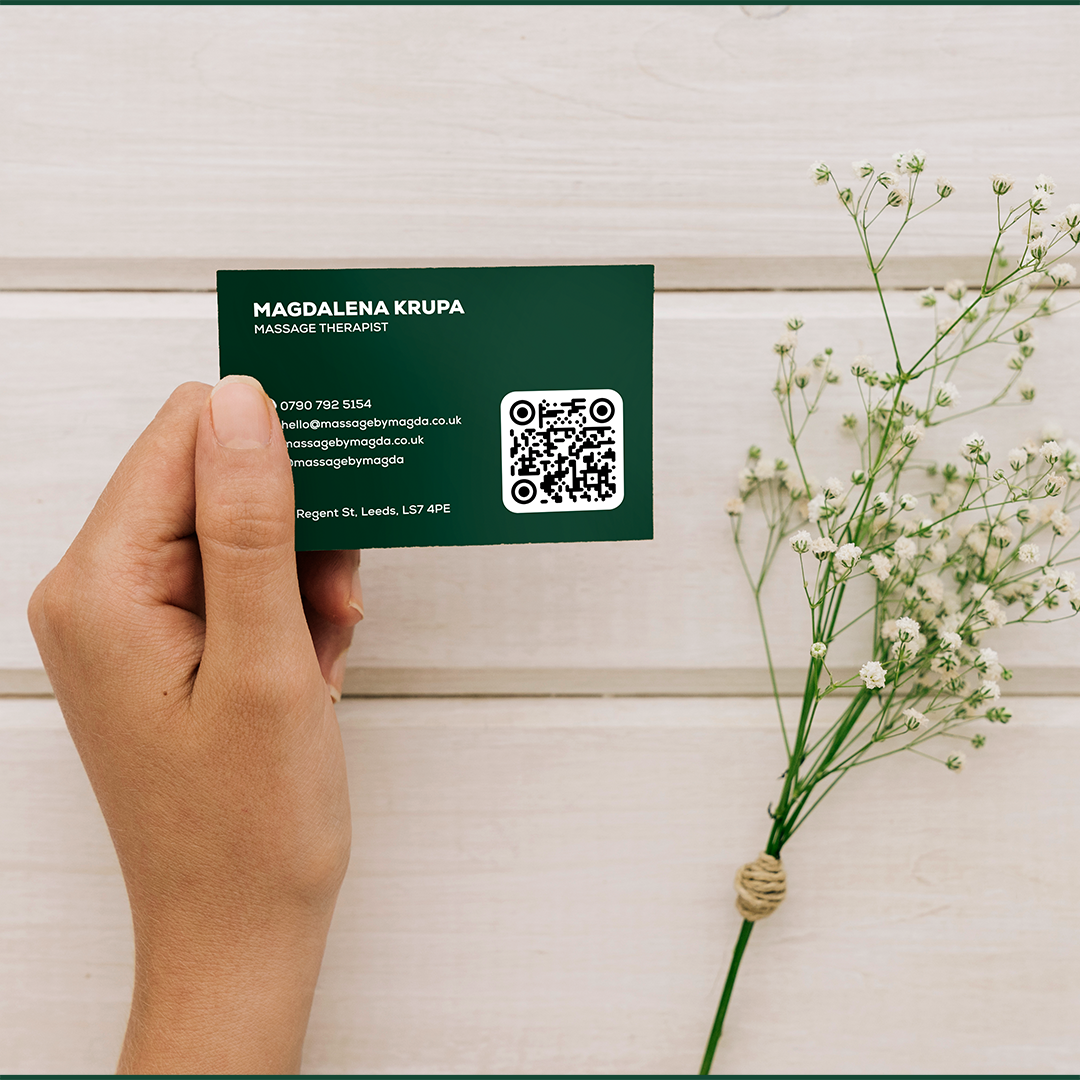 MAGDALENA KRUPA
MASSAGE THERAPIST
0790 792 5154
hello@massagebymagda.co.uk
massagebymagda.co.uk
@massagebymagda
Regent St, Leeds, LS7 4PE